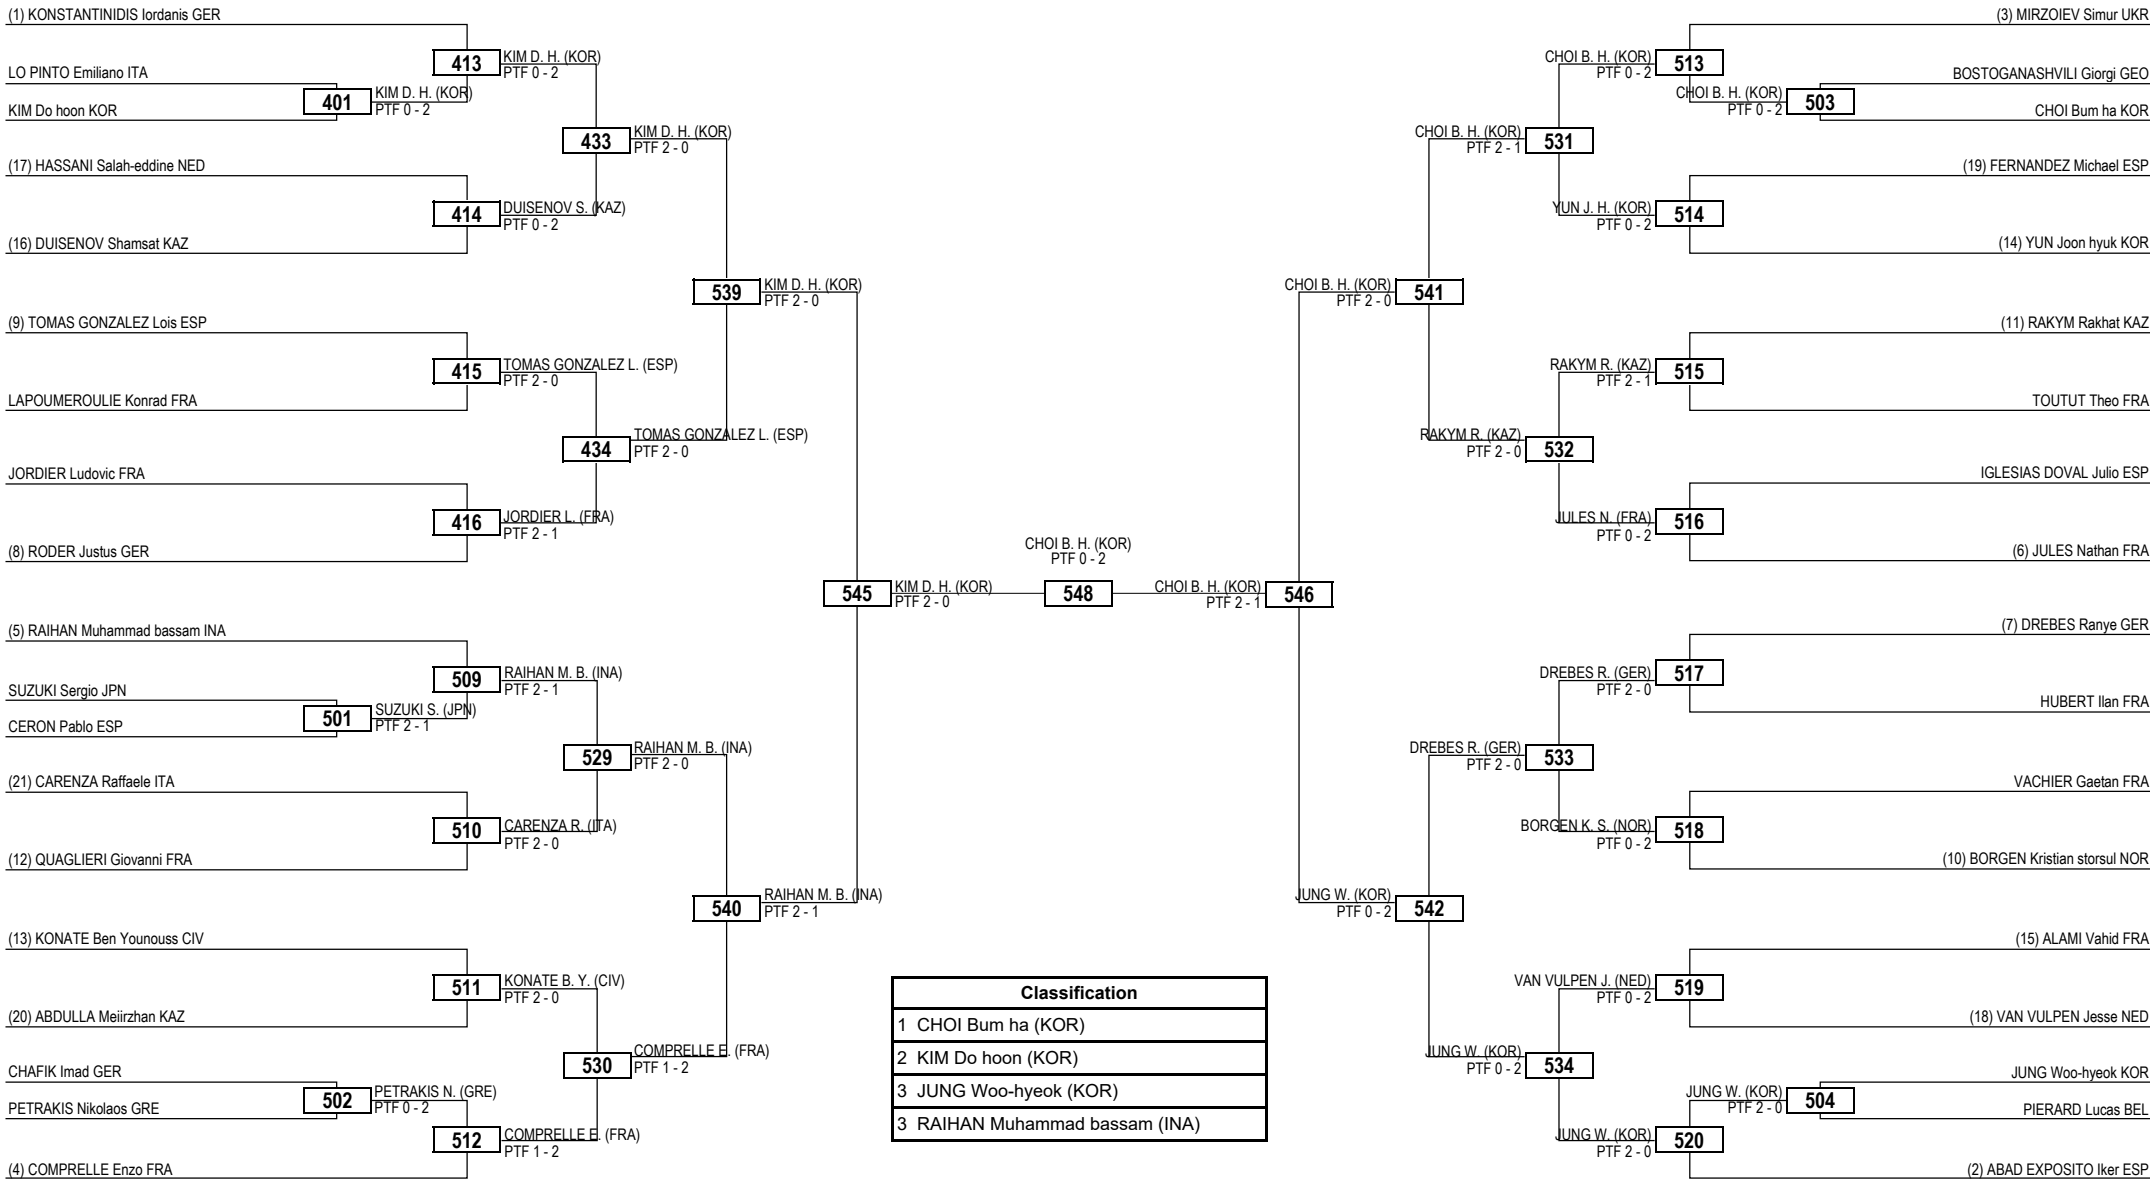 (1) KONSTANTINIDIS Iordanis GER
LO PINTO Emiliano ITA
KIM Do hoon KOR
(17) HASSANI Salah-eddine NED
(16) DUISENOV Shamsat KAZ
(9) TOMAS GONZALEZ Lois ESP
LAPOUMEROULIE Konrad FRA
JORDIER Ludovic FRA
(8) RODER Justus GER
(5) RAIHAN Muhammad bassam INA
SUZUKI Sergio JPN
CERON Pablo ESP
(21) CARENZA Raffaele ITA
(12) QUAGLIERI Giovanni FRA
(13) KONATE Ben Younouss CIV
(20) ABDULLA Meiirzhan KAZ
CHAFIK Imad GER
PETRAKIS Nikolaos GRE
(4) COMPRELLE Enzo FRA
401
KIM D. H. (KOR)
PTF 0 - 2
501
SUZUKI S. (JPN)
PTF 2 - 1
502
PETRAKIS N. (GRE)
PTF 0 - 2
413
KIM D. H. (KOR)
PTF 0 - 2
414
DUISENOV S. (KAZ)
PTF 0 - 2
415
TOMAS GONZALEZ L. (ESP)
PTF 2 - 0
416
JORDIER L. (FRA)
PTF 2 - 1
509
RAIHAN M. B. (INA)
PTF 2 - 1
510
CARENZA R. (ITA)
PTF 2 - 0
511
KONATE B. Y. (CIV)
PTF 2 - 0
512
COMPRELLE E. (FRA)
PTF 1 - 2
433
KIM D. H. (KOR)
PTF 2 - 0
434
TOMAS GONZALEZ L. (ESP)
PTF 2 - 0
529
RAIHAN M. B. (INA)
PTF 2 - 0
530
COMPRELLE E. (FRA)
PTF 1 - 2
539
KIM D. H. (KOR)
PTF 2 - 0
540
RAIHAN M. B. (INA)
PTF 2 - 1
545
KIM D. H. (KOR)
PTF 2 - 0
CHOI B. H. (KOR)
PTF 0 - 2
548
CHOI B. H. (KOR)
PTF 2 - 1
546
CHOI B. H. (KOR)
PTF 2 - 0
541
JUNG W. (KOR)
PTF 0 - 2
542
CHOI B. H. (KOR)
PTF 2 - 1
531
RAKYM R. (KAZ)
PTF 2 - 0
532
DREBES R. (GER)
PTF 2 - 0
533
JUNG W. (KOR)
PTF 0 - 2
534
CHOI B. H. (KOR)
PTF 0 - 2
513
YUN J. H. (KOR)
PTF 0 - 2
514
RAKYM R. (KAZ)
PTF 2 - 1
515
JULES N. (FRA)
PTF 0 - 2
516
DREBES R. (GER)
PTF 2 - 0
517
BORGEN K. S. (NOR)
PTF 0 - 2
518
VAN VULPEN J. (NED)
PTF 0 - 2
519
JUNG W. (KOR)
PTF 2 - 0
520
CHOI B. H. (KOR)
PTF 0 - 2
503
JUNG W. (KOR)
PTF 2 - 0
504
(3) MIRZOIEV Simur UKR
BOSTOGANASHVILI Giorgi GEO
CHOI Bum ha KOR
(19) FERNANDEZ Michael ESP
(14) YUN Joon hyuk KOR
(11) RAKYM Rakhat KAZ
TOUTUT Theo FRA
IGLESIAS DOVAL Julio ESP
(6) JULES Nathan FRA
(7) DREBES Ranye GER
HUBERT Ilan FRA
VACHIER Gaetan FRA
(10) BORGEN Kristian storsul NOR
(15) ALAMI Vahid FRA
(18) VAN VULPEN Jesse NED
JUNG Woo-hyeok KOR
PIERARD Lucas BEL
(2) ABAD EXPOSITO Iker ESP
Classification
1 CHOI Bum ha (KOR)
2 KIM Do hoon (KOR)
3 JUNG Woo-hyeok (KOR)
3 RAIHAN Muhammad bassam (INA)